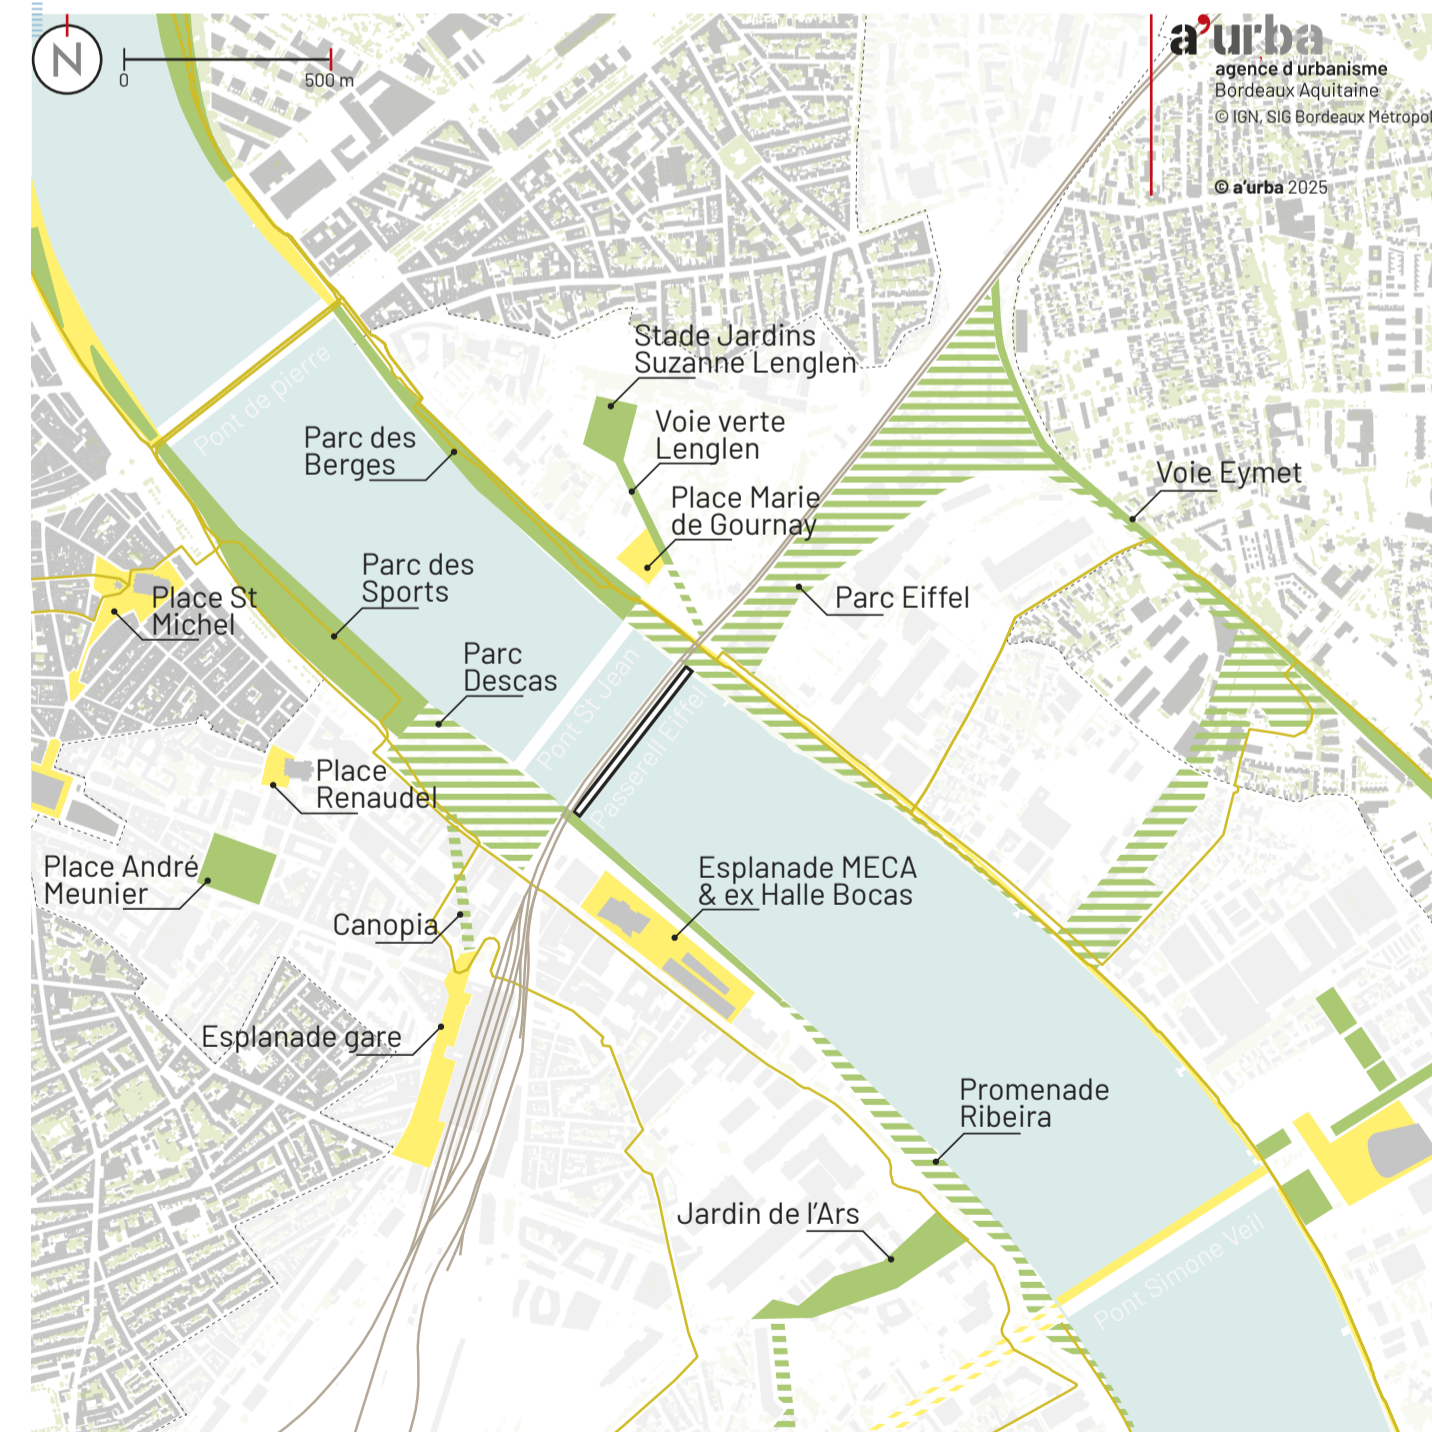 N
0
500 m
a'urba
agence d urbanisme
Bordeaux Aquitaine
© IGN, SIG Bordeaux Métropol
© a'urba 2025
Stade Jardins
Suzanne Lenglen
Pont de pierre
Voie verte
Lenglen
Parc des
Berges
Place Marie
de Gournay
Voie Eymet
Parc des
Sports
Parc Eiffel
Place St
Michel
Parc
Descas
Pont St Jean
Passerell Eiffel
Place
Renaudel
Place André
Meunier
Esplanade MECA
& ex Halle Bocas
Canopia
Esplanade gare
Promenade
Ribeira
Jardin de l'Ars
Pont Simone Veil